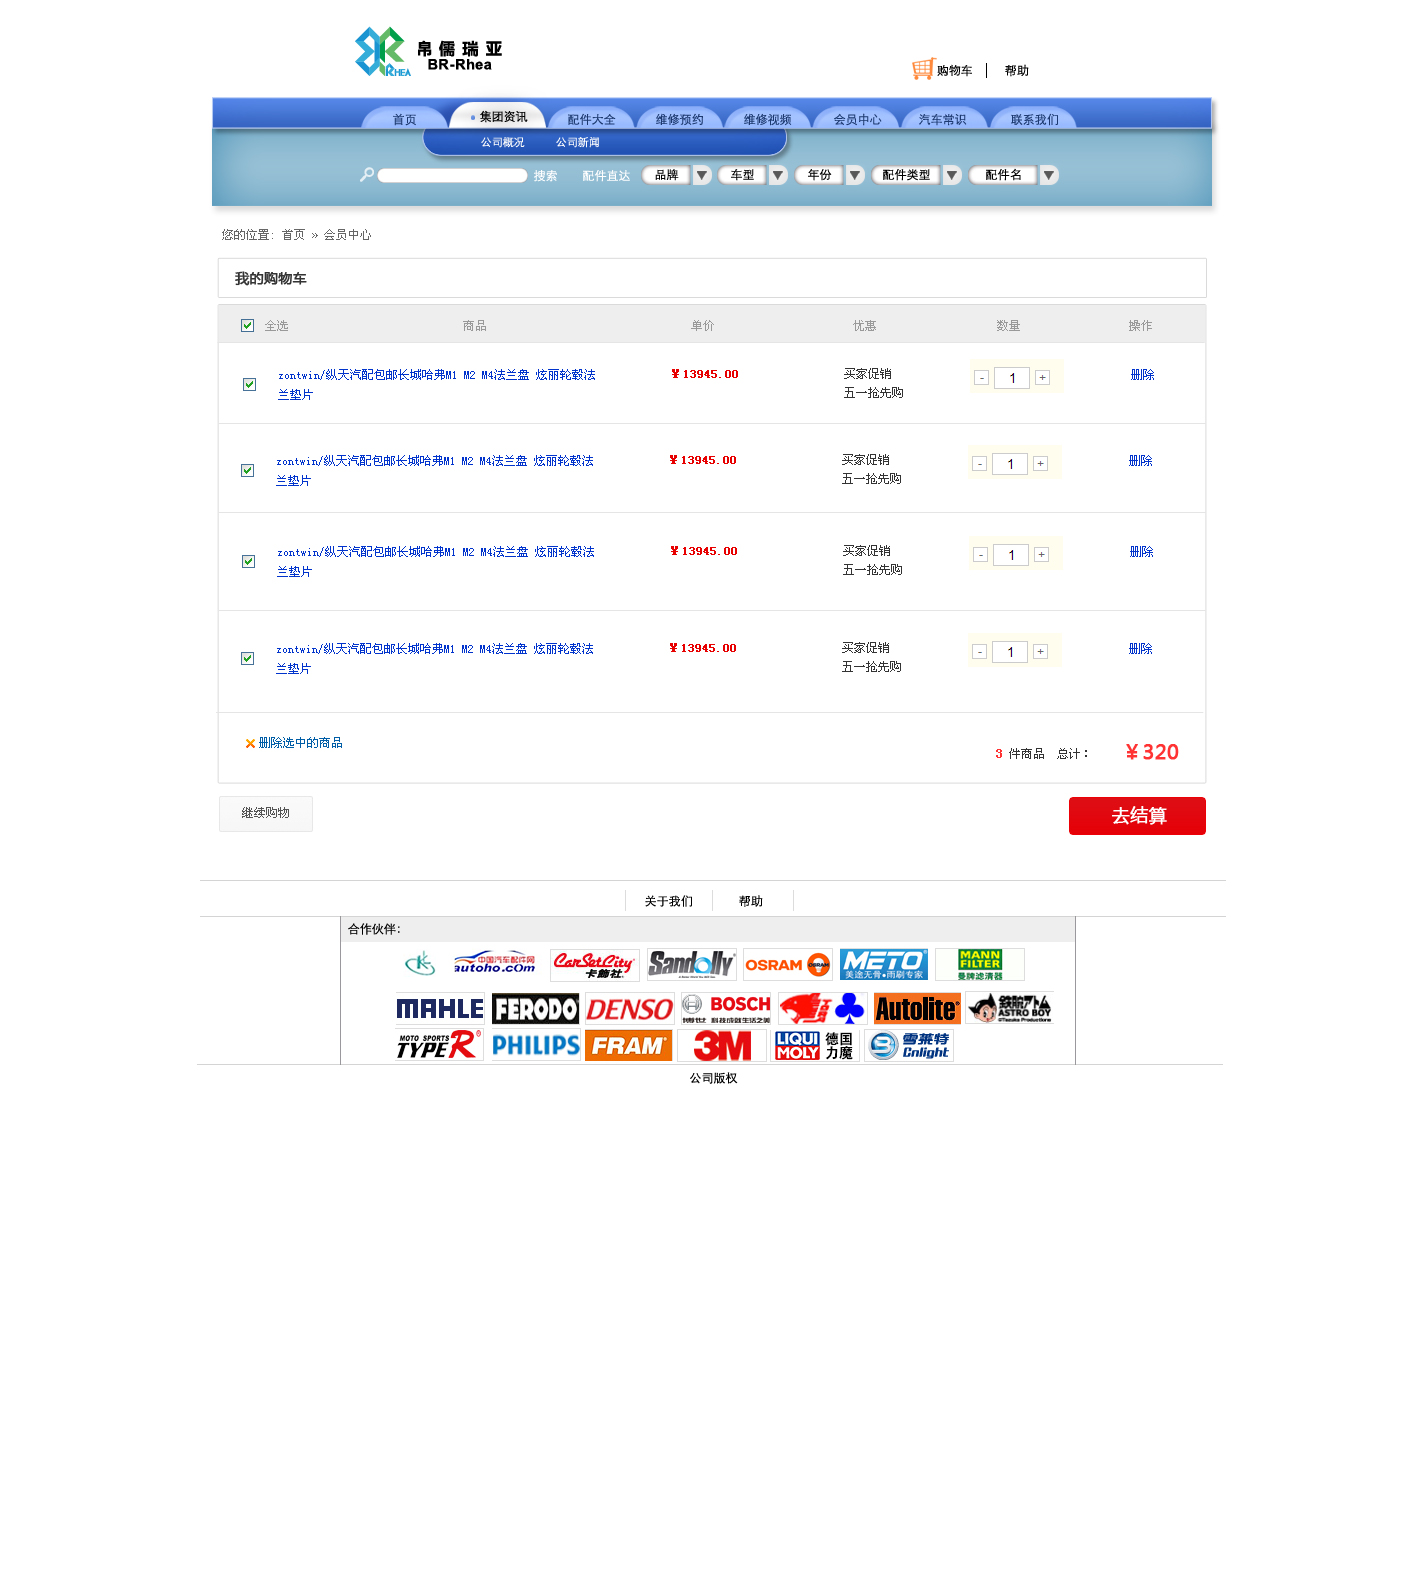 帛儒瑞亚
BR-Rhea
RHEA
购物车 帮助
首页 集团资讯 配件大全 维修预约 维修视频 会员中心 汽车常识 联系我们
公司概况 公司新闻
搜索 配件直达 品牌 车型 年份 配件类型 配件名
您的位置: 首页 » 会员中心
我的购物车
全选 商品 单价 优惠 数量 操作
zontwin/纵天汽配包邮长城哈弗M1 M2 M4法兰盘 炫丽轮毂法 ¥ 13945.00 买家促销 - 1 + 删除
兰垫片 五一抢先购
zontwin/纵天汽配包邮长城哈弗M1 M2 M4法兰盘 炫丽轮毂法 ¥ 13945.00 买家促销 - 1 + 删除
兰垫片 五一抢先购
zontwin/纵天汽配包邮长城哈弗M1 M2 M4法兰盘 炫丽轮毂法 ¥ 13945.00 买家促销 - 1 + 删除
兰垫片 五一抢先购
zontwin/纵天汽配包邮长城哈弗M1 M2 M4法兰盘 炫丽轮毂法 ¥ 13945.00 买家促销 - 1 + 删除
兰垫片 五一抢先购
删除选中的商品
3 件商品 总计： ¥ 320
继续购物 去结算
关于我们 帮助
合作伙伴:
中国汽车配件网
autoho.com
CarSetCity
卡饰社
Sandolly
OSRAM OSRAM
METO
美途无骨•雨刷专家
MANN
FILTER
曼牌滤清器
MAHLE FERODO DENSO BOSCH
科技成就生活之美
Autolite
鉄腕
ASTRO BOY
©Tezuka Productions
MOTO SPORTS
TYPE R®
PHILIPS FRAM® 3M
LIQUI
MOLY
德国
力魔
雪莱特
Cnlight
公司版权